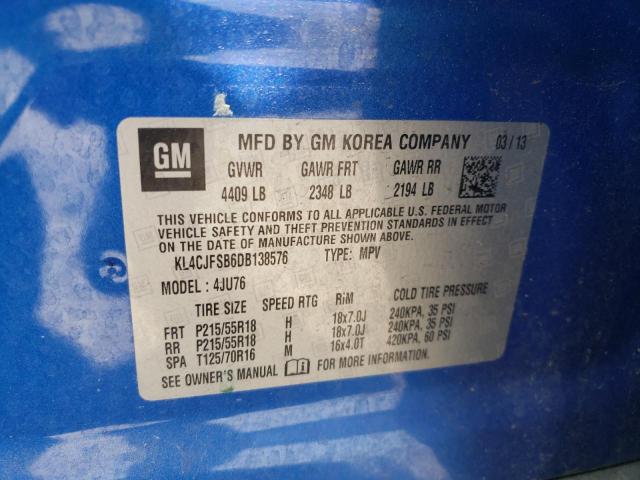 GM MFD BY GM KOREA COMPANY 03/13
GVWR GAWR FRT GAWR RR
4409 LB 2348 LB 2194 LB
THIS VEHICLE CONFORMS TO ALL APPLICABLE U.S. FEDERAL MOTOR
VEHICLE SAFETY AND THEFT PREVENTION STANDARDS IN EFFECT
ON THE DATE OF MANUFACTURE SHOWN ABOVE.
KL4CJFSB6DB138576 TYPE: MPV
MODEL : 4JU76
TIRE SIZE SPEED RTG RiM COLD TIRE PRESSURE
FRT P215/55R18 H 18x7.0J 240KPA, 35 PSI
RR P215/55R18 H 18x7.0J 240KPA, 35 PSI
SPA T125/70R16 M 16x4.0T 420KPA, 60 PSI
SEE OWNER'S MANUAL FOR MORE INFORMATION.